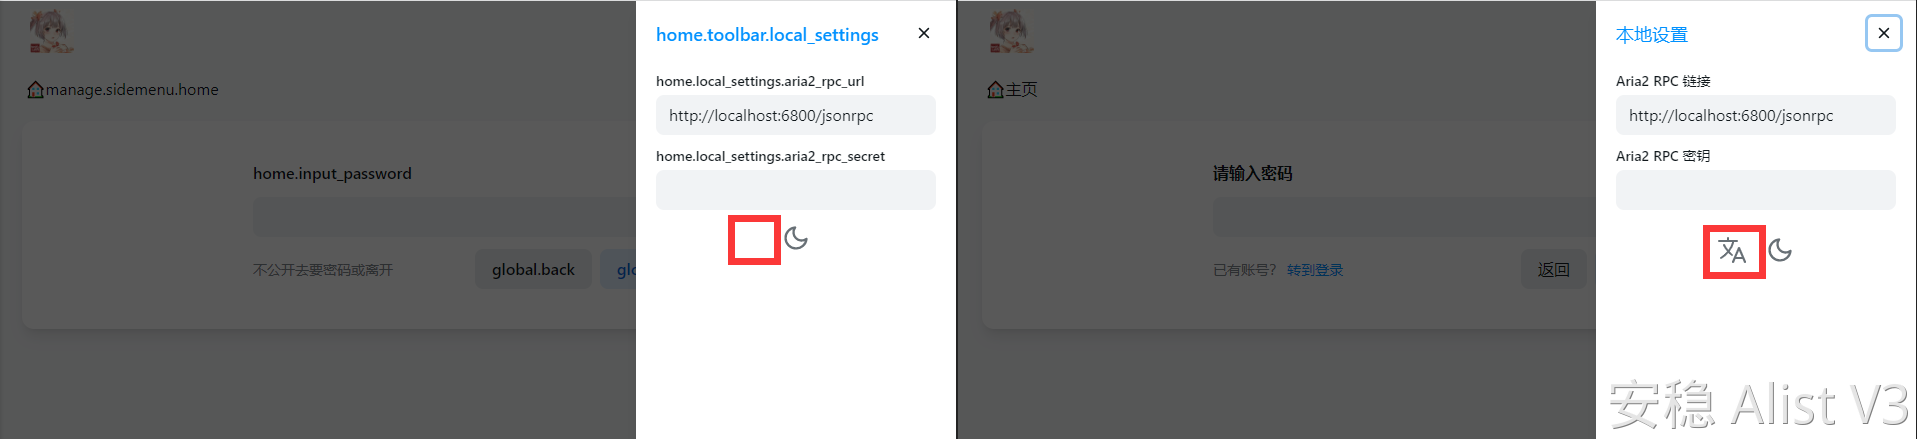 home.toolbar.local_settings
manage.sidemenu.home
home.local_settings.aria2_rpc_url
http://localhost:6800/jsonrpc
home.local_settings.aria2_rpc_secret
home.input_password
不公开去要密码或离开
global.back
glo
本地设置
主页
Aria2 RPC 链接
http://localhost:6800/jsonrpc
Aria2 RPC 密钥
请输入密码
已有账号? 转到登录
返回
安稳 Alist V3